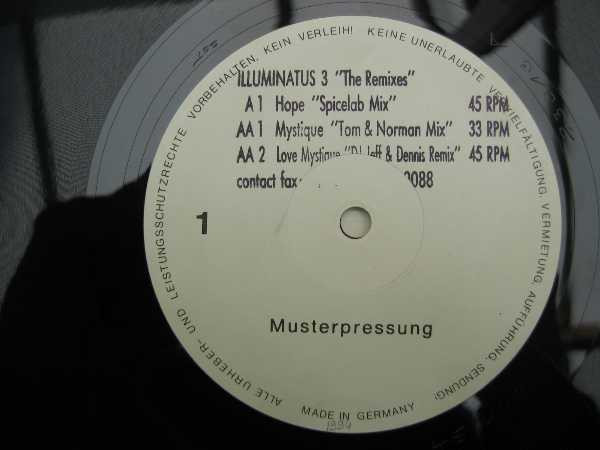 ALLE URHEBER- UND LEISTUNGSSCHUTZRECHTE VORBEHALTEN, KEIN VERLEIH! KEINE UNERLAUBTE VERVIELFÄLTIGUNG, VERMIETUNG, AUFFÜHRUNG, SENDUNG!
ILLUMINATUS 3 "The Remixes"
A 1 Hope "Spicelab Mix" 45 RPM
AA 1 Mystique "Tom & Norman Mix" 33 RPM
AA 2 Love Mystique "DJ Jeff & Dennis Remix" 45 RPM
contact fax 0088
1
Musterpressung
MADE IN GERMANY
1994